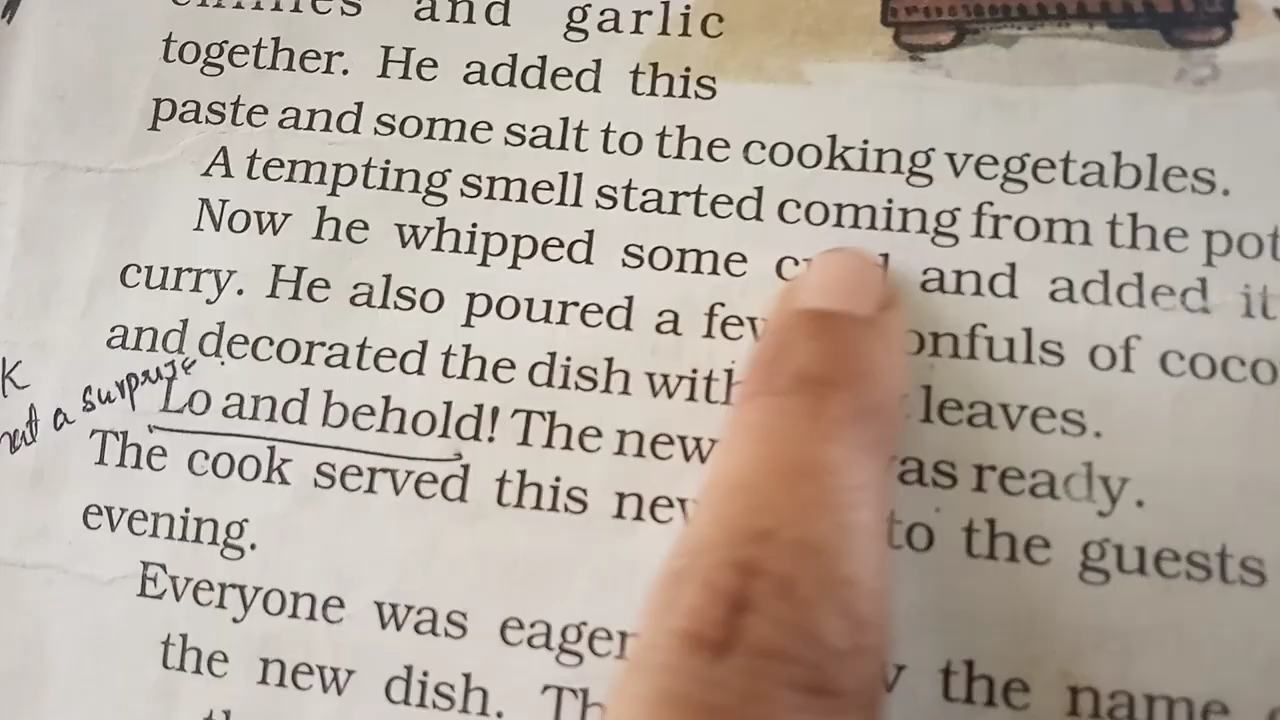 and garlic
together. He added this
paste and some salt to the cooking vegetables.
A tempting smell started coming from the pot
Now he whipped some and added it
curry. He also poured a few of coco
and decorated the dish with leaves.
Lo and behold! The new ready.
The cook served this new to the guests
evening.
Everyone was eager the name
the new dish.
K
a surprise